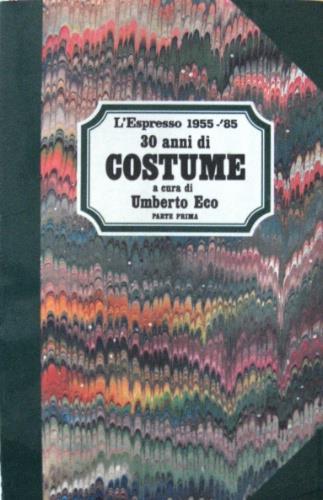 L'Espresso 1955-'85
30 anni di
COSTUME
a cura di
Umberto Eco
PARTE PRIMA